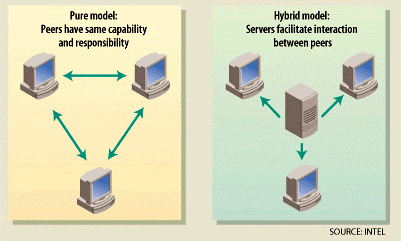 Pure model:
Peers have same capability
and responsibility
Hybrid model:
Servers facilitate interaction
between peers
SOURCE: INTEL